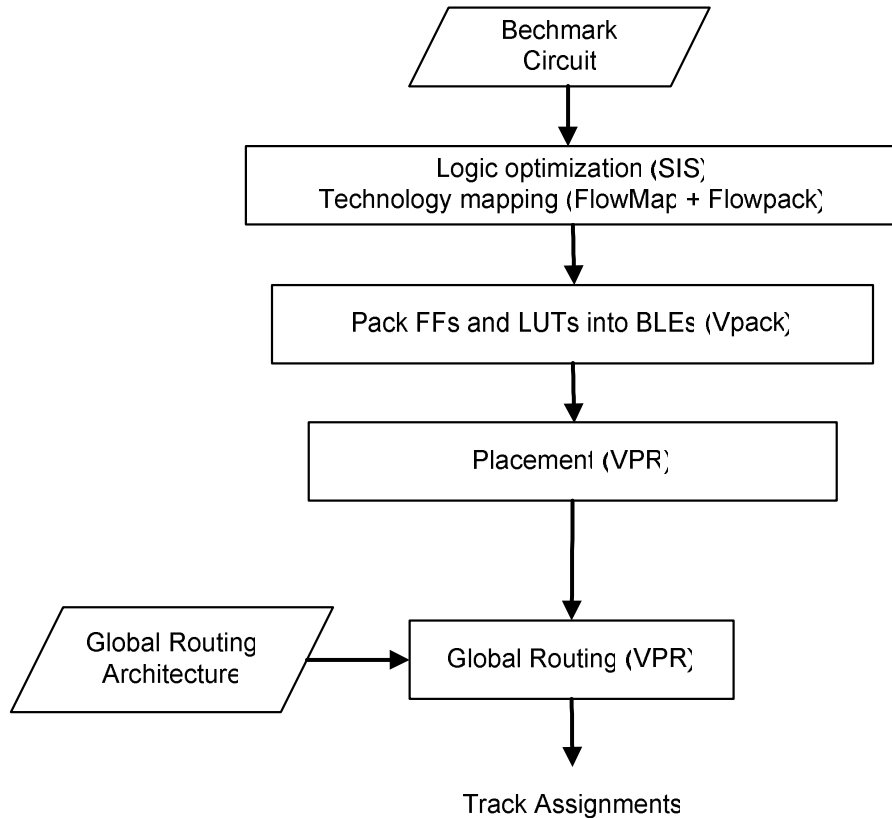 Bechmark
Circuit
Logic optimization (SIS)
Technology mapping (FlowMap + Flowpack)
Pack FFs and LUTs into BLEs (Vpack)
Placement (VPR)
Global Routing
Architecture
Global Routing (VPR)
Track Assignments